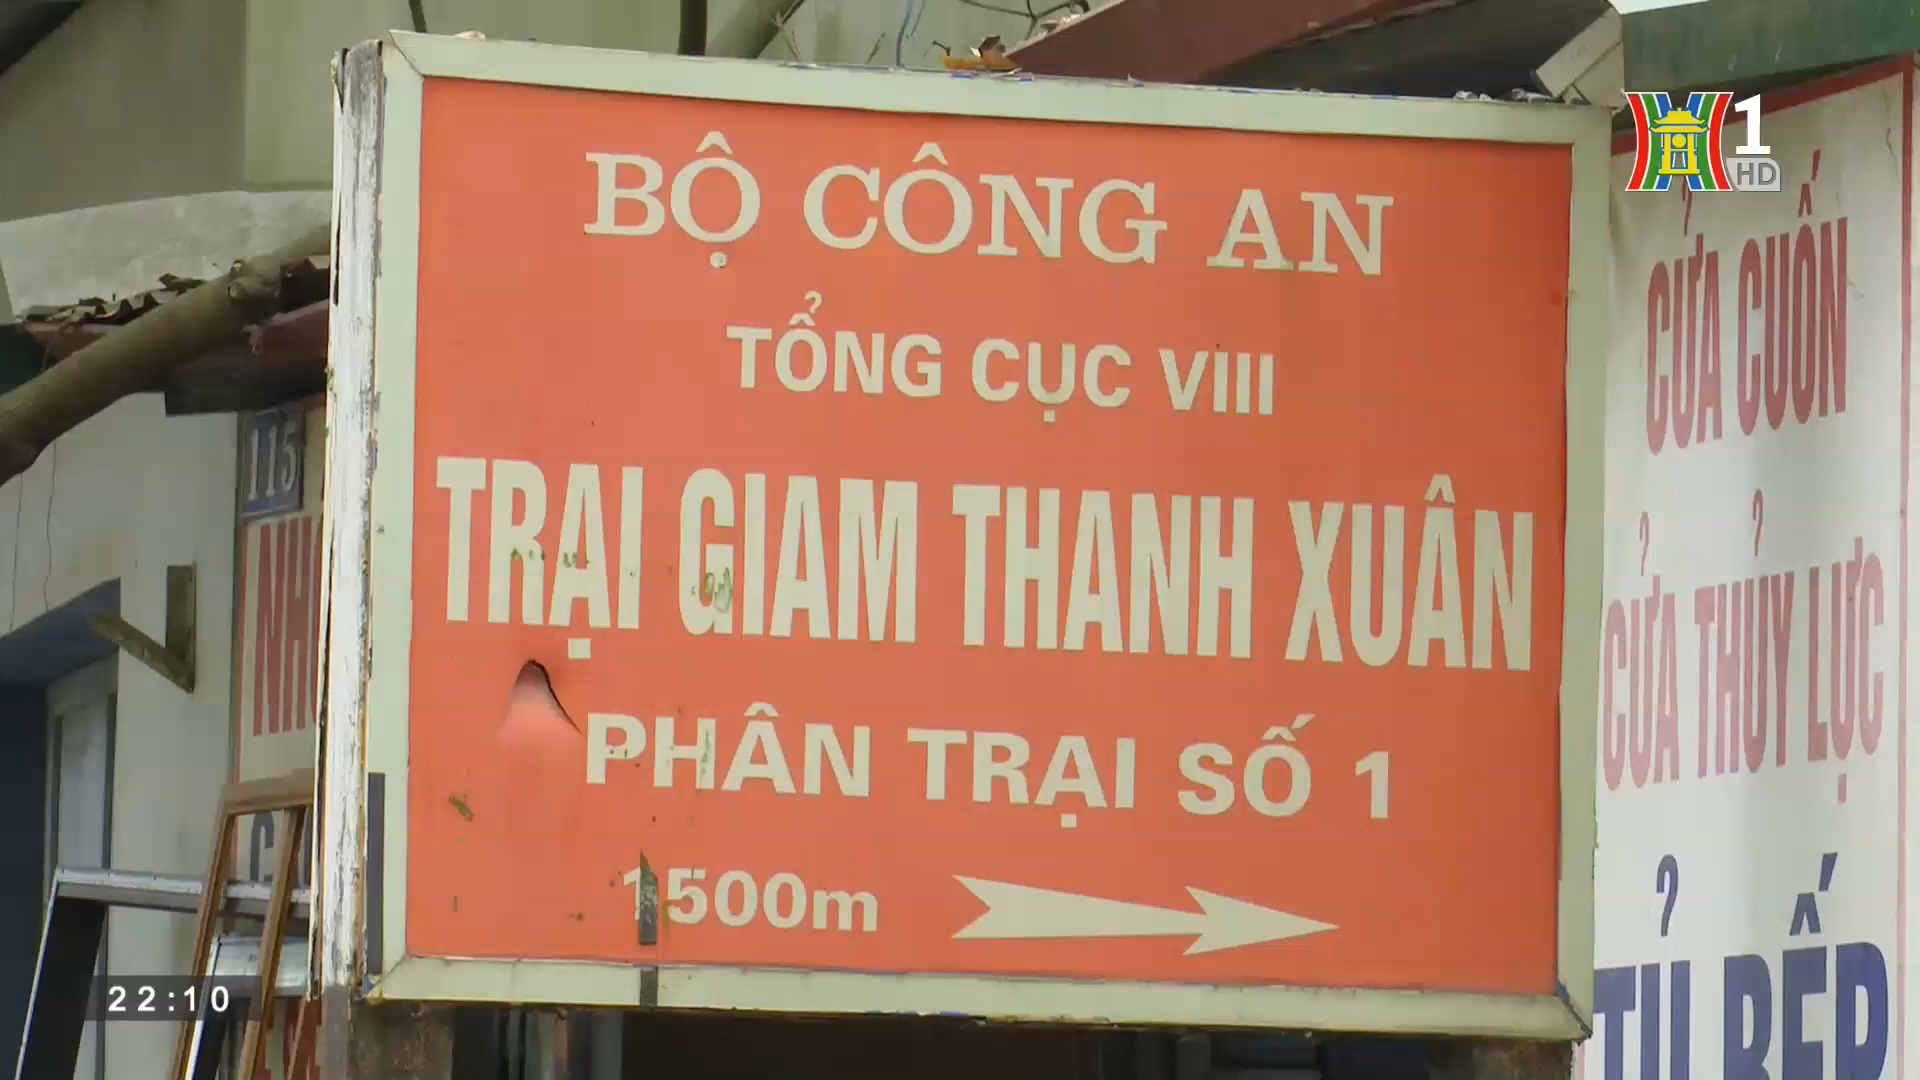 BỘ CÔNG AN
TỔNG CỤC VIII
TRẠI GIAM THANH XUÂN
PHÂN TRẠI SỐ 1
1500m
1
HD
CỬA CUỐN
CỬA THỦY LỰC
TỦ BẾP
115
22:10